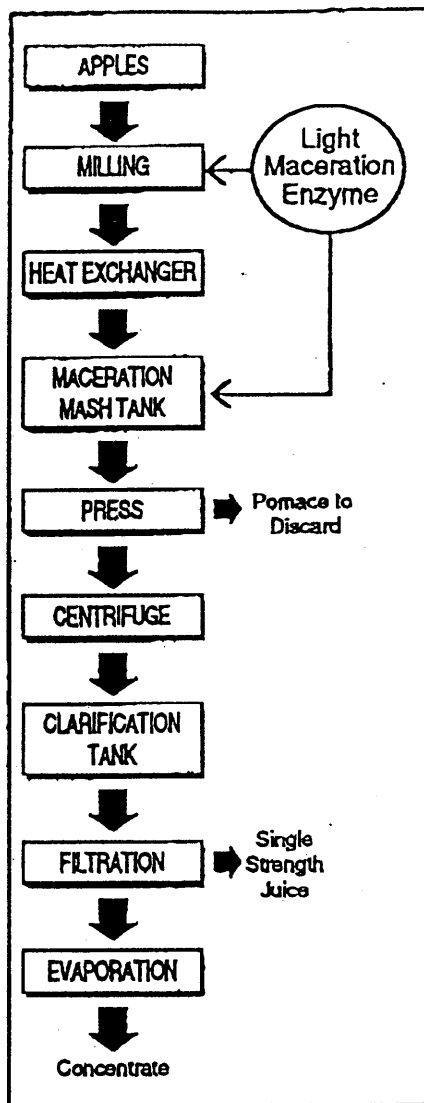 APPLES
Light
Maceration
Enzyme
MILLING
HEAT EXCHANGER
MACERATION
MASH TANK
PRESS
Pomace to
Discard
CENTRIFUGE
CLARIFICATION
TANK
FILTRATION
Single
Strength
Juice
EVAPORATION
Concentrate